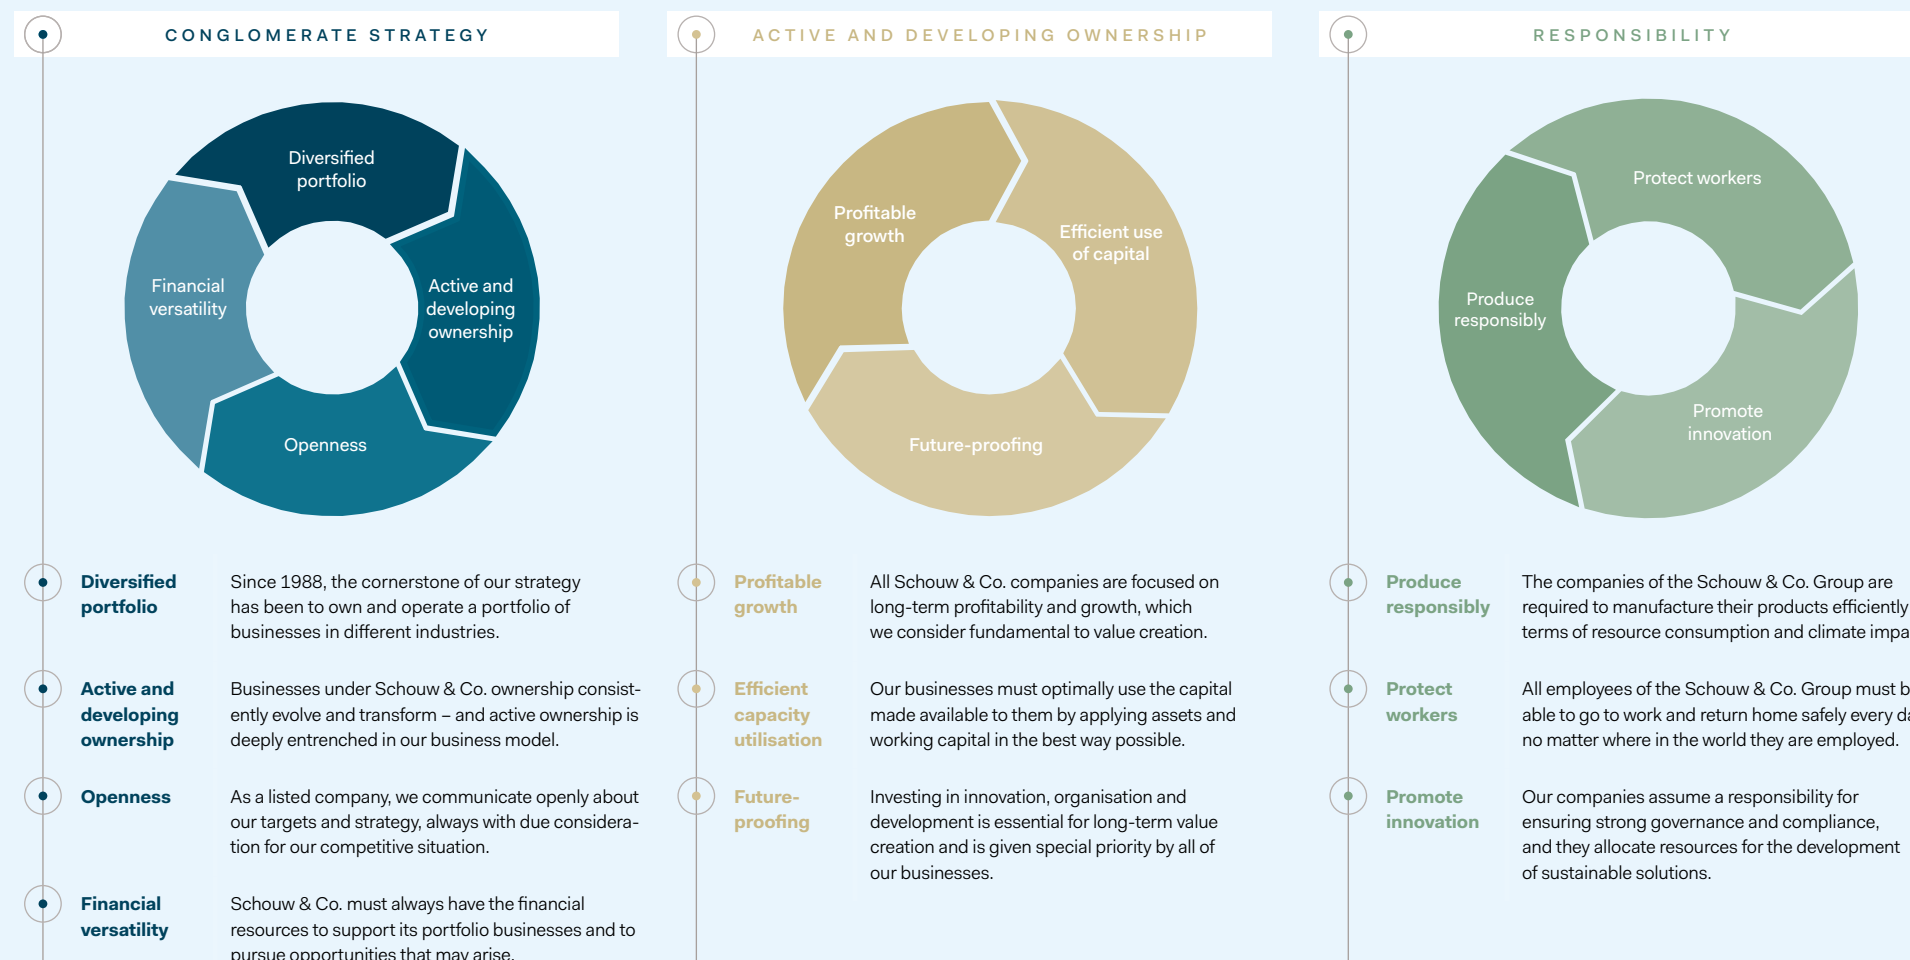 CONGLOMERATE STRATEGY
Diversified
portfolio
Financial
versatility
Active and
developing
ownership
Openness
Diversified
portfolio
Since 1988, the cornerstone of our strategy
has been to own and operate a portfolio of
businesses in different industries.
Active and
developing
ownership
Businesses under Schouw & Co. ownership consist-
ently evolve and transform – and active ownership is
deeply entrenched in our business model.
Openness
As a listed company, we communicate openly about
our targets and strategy, always with due considera-
tion for our competitive situation.
Financial
versatility
Schouw & Co. must always have the financial
resources to support its portfolio businesses and to
pursue opportunities that may arise.
ACTIVE AND DEVELOPING OWNERSHIP
Profitable
growth
Efficient use
of capital
Future-proofing
Profitable
growth
All Schouw & Co. companies are focused on
long-term profitability and growth, which
we consider fundamental to value creation.
Efficient
capacity
utilisation
Our businesses must optimally use the capital
made available to them by applying assets and
working capital in the best way possible.
Future-
proofing
Investing in innovation, organisation and
development is essential for long-term value
creation and is given special priority by all of
our businesses.
RESPONSIBILITY
Protect workers
Produce
responsibly
Promote
innovation
Produce
responsibly
The companies of the Schouw & Co. Group are
required to manufacture their products efficiently
terms of resource consumption and climate
Protect
workers
All employees of the Schouw & Co. Group must
able to go to work and return home safely every
no matter where in the world they are employed.
Promote
innovation
Our companies assume a responsibility for
ensuring strong governance and compliance,
and they allocate resources for the development
of sustainable solutions.